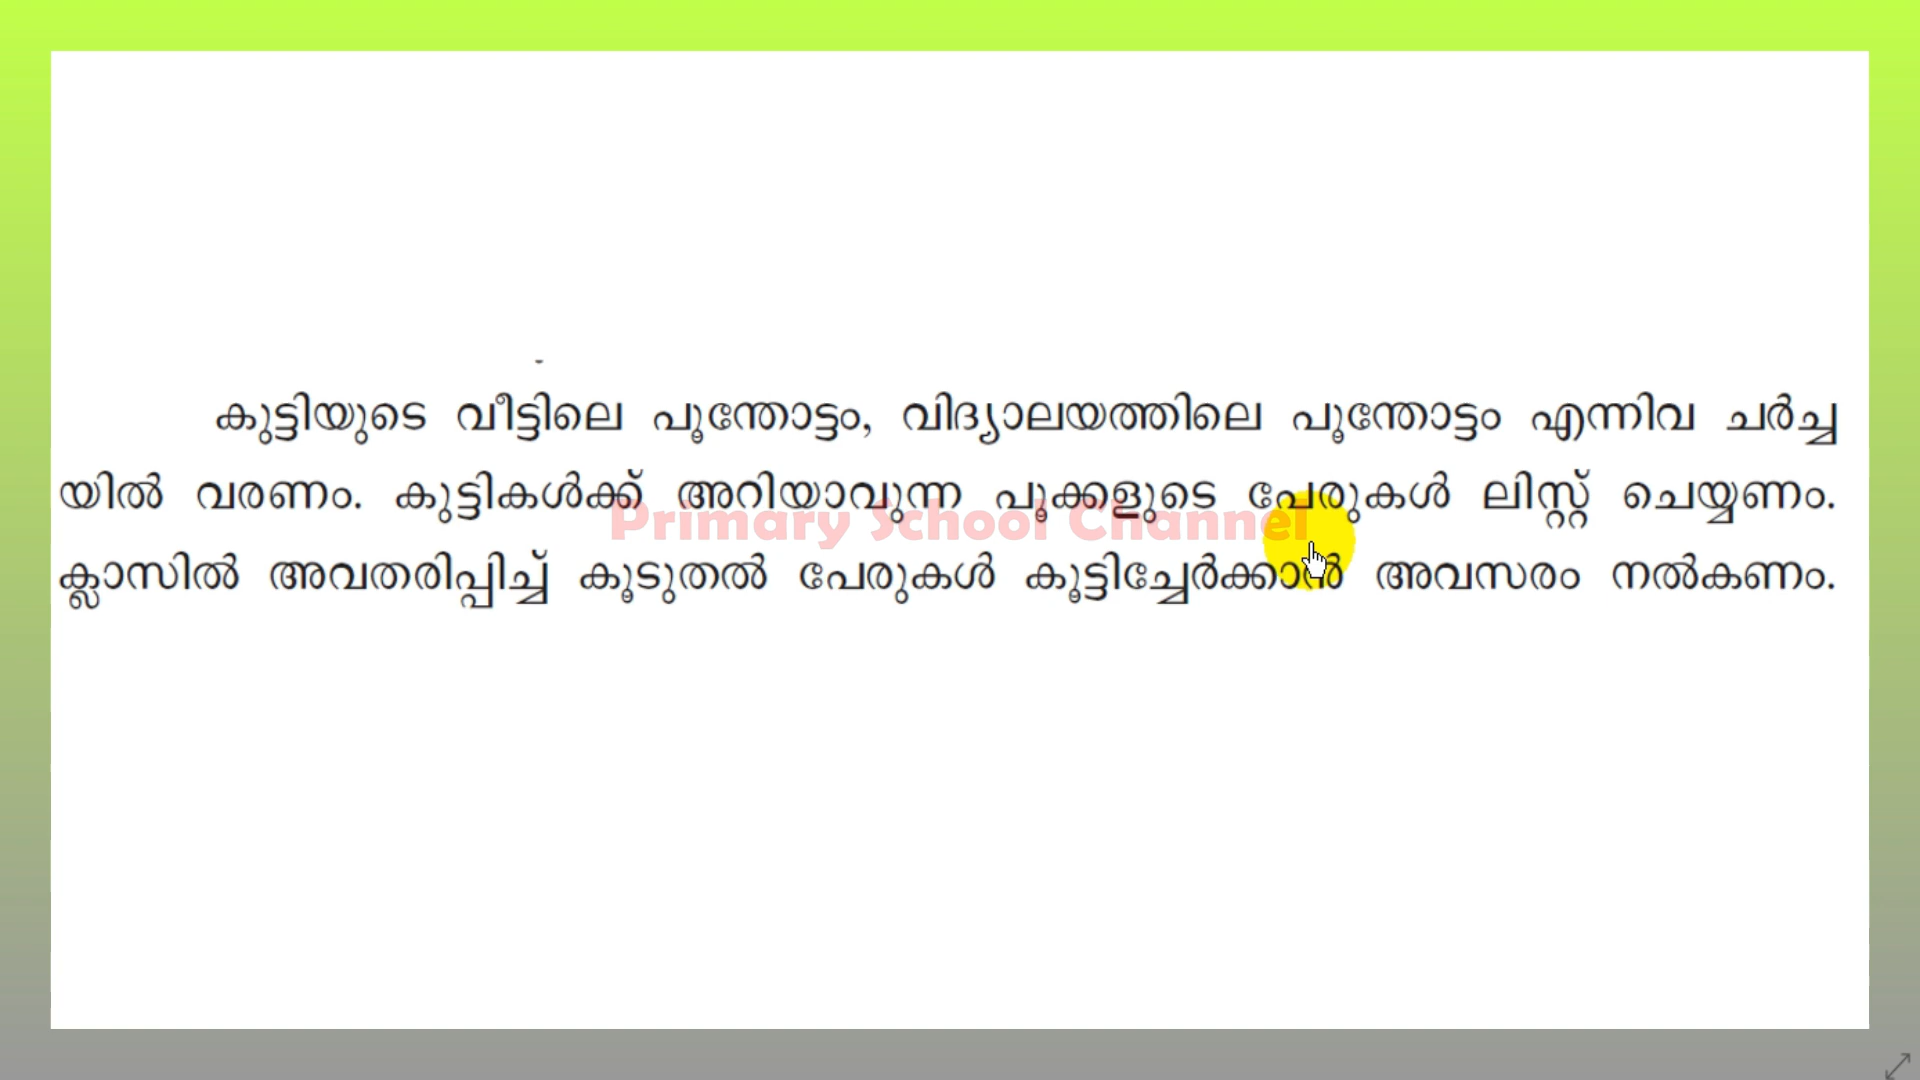 കുട്ടിയുടെ വീട്ടിലെ പൂന്തോട്ടം, വിദ്യാലയത്തിലെ പൂന്തോട്ടം എന്നിവ ചർച്ച
യിൽ വരണം. കുട്ടികൾക്ക് അറിയാവുന്ന പൂക്കളുടെ പേരുകൾ ലിസ്റ്റ് ചെയ്യണം.
Primary School Channel
ക്ലാസിൽ അവതരിപ്പിച്ച് കൂടുതൽ പേരുകൾ കൂട്ടിച്ചേർക്കാൻ അവസരം നൽകണം.